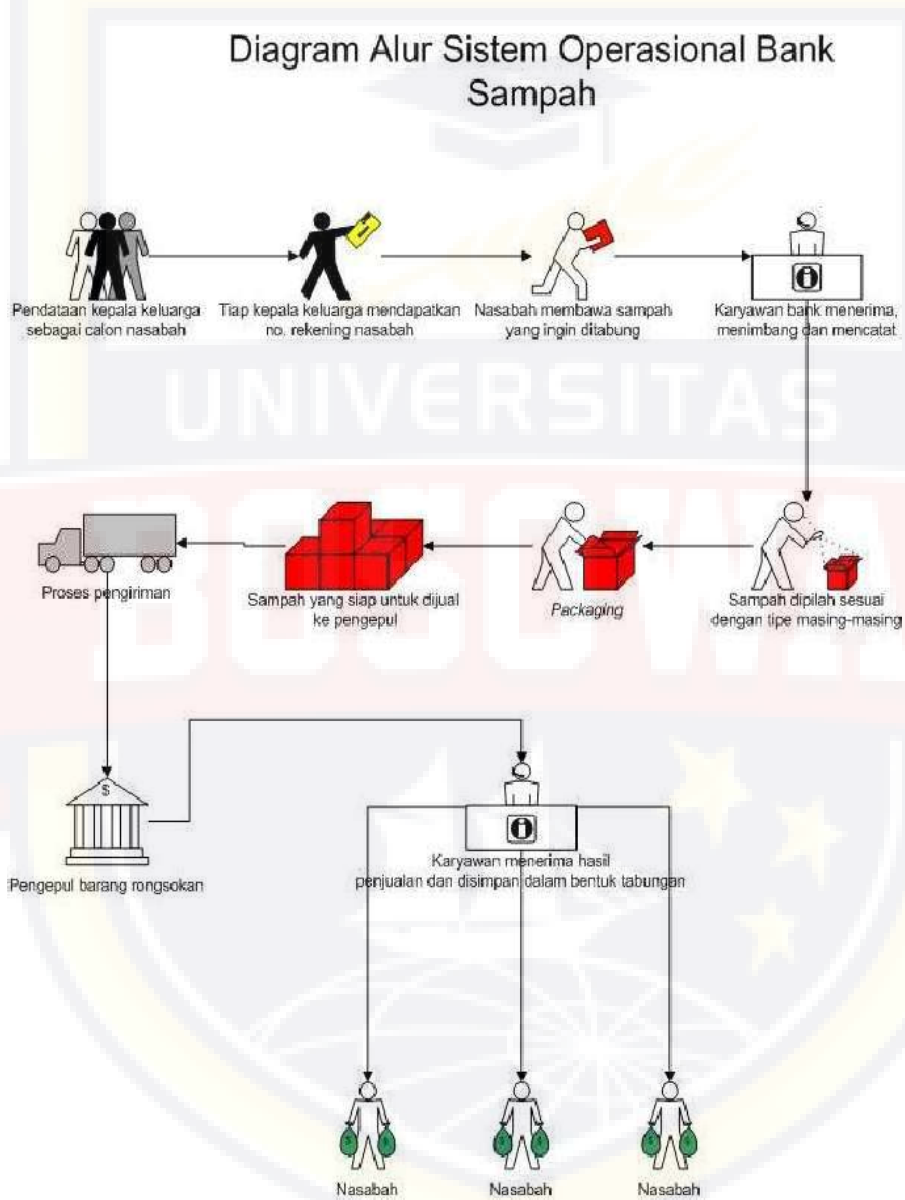 Diagram Alur Sistem Operasional Bank
Sampah
Pendataan kepala keluarga
sebagai calon nasabah
Tiap kepala keluarga mendapatkan
no. rekening nasabah
Nasabah membawa sampah
yang ingin ditabung
Karyawan bank menerima,
menimbang dan mencatat
UNIVERSITAS
BOSOWA
Proses pengiriman
Sampah yang siap untuk dijual
ke pengepul
Packaging
Sampah dipilah sesuai
dengan tipe masing-masing
$
Pengepul barang rongsokan
Karyawan menerima hasil
penjualan dan disimpan dalam bentuk tabungan
$ $
$ $
$ $
Nasabah
Nasabah
Nasabah